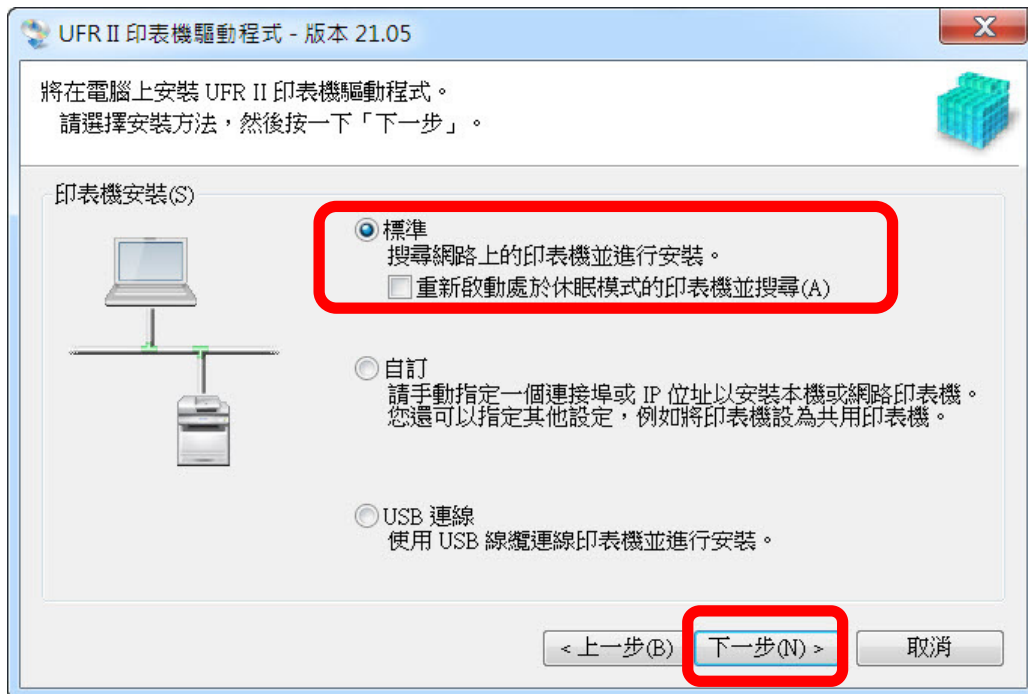 UFR II 印表機驅動程式 - 版本 21.05
將在電腦上安裝 UFR II 印表機驅動程式。
請選擇安裝方法，然後按一下「下一步」。
印表機安裝(S)
標準
搜尋網路上的印表機並進行安裝。
重新啟動處於休眠模式的印表機並搜尋(A)
自訂
請手動指定一個連接埠或 IP 位址以安裝本機或網路印表機。
您還可以指定其他設定，例如將印表機設為共用印表機。
USB 連線
使用 USB 線纜連線印表機並進行安裝。
<上一步(B) 下一步(N)> 取消